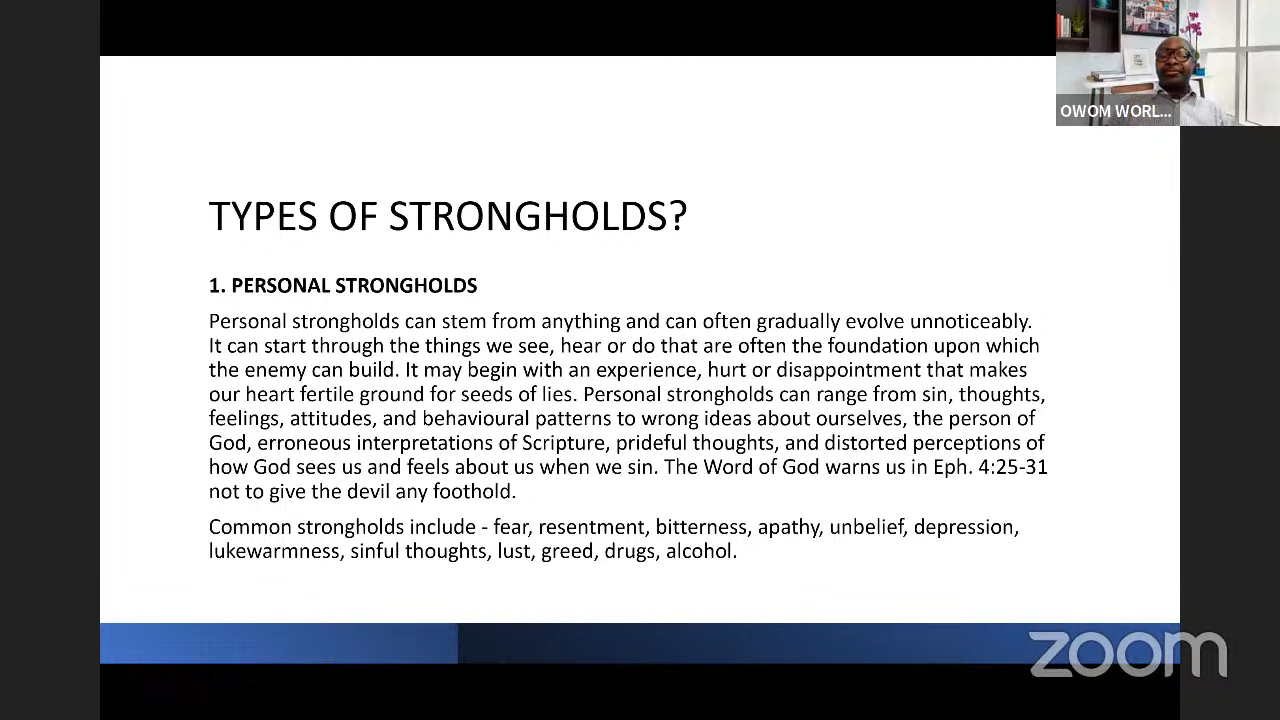 OWOM WORL...
TYPES OF STRONGHOLDS?
1. PERSONAL STRONGHOLDS
Personal strongholds can stem from anything and can often gradually evolve unnoticeably.
It can start through the things we see, hear or do that are often the foundation upon which
the enemy can build. It may begin with an experience, hurt or disappointment that makes
our heart fertile ground for seeds of lies. Personal strongholds can range from sin, thoughts,
feelings, attitudes, and behavioural patterns to wrong ideas about ourselves, the person of
God, erroneous interpretations of Scripture, prideful thoughts, and distorted perceptions of
how God sees us and feels about us when we sin. The Word of God warns us in Eph. 4:25-31
not to give the devil any foothold.
Common strongholds include - fear, resentment, bitterness, apathy, unbelief, depression,
lukewarmness, sinful thoughts, lust, greed, drugs, alcohol.
zoom